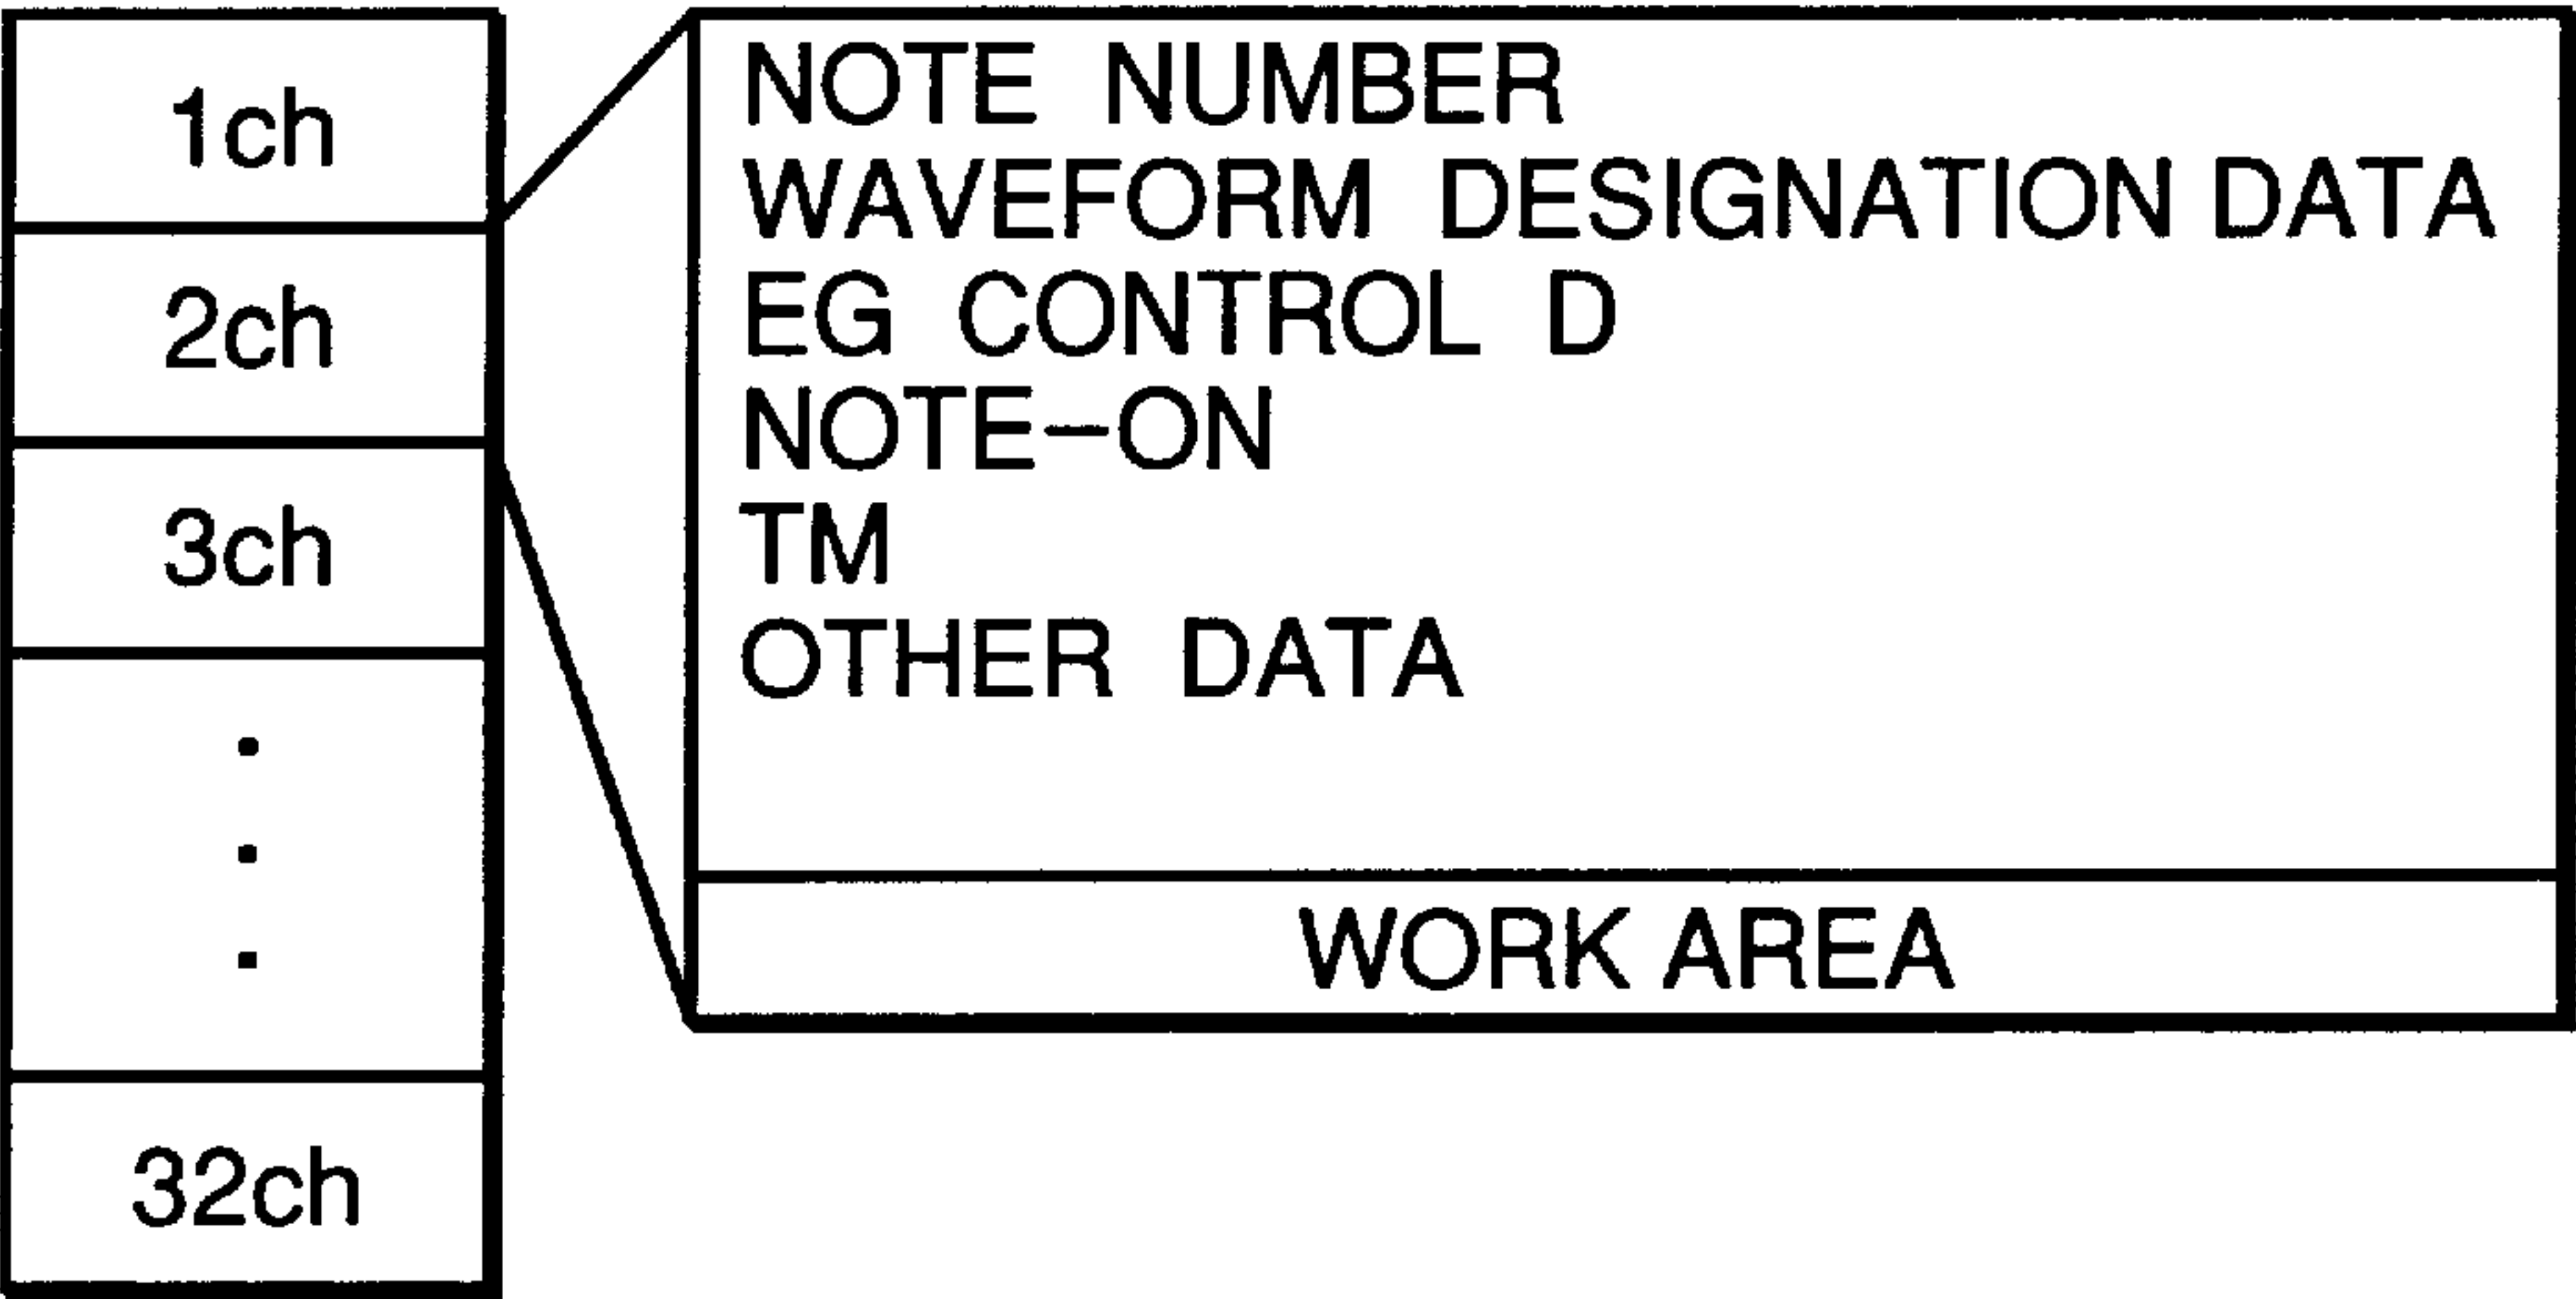 1ch
2ch
3ch
32ch
NOTE NUMBER
WAVEFORM DESIGNATION DATA
EG CONTROL D
NOTE-ON
TM
OTHER DATA
WORK AREA